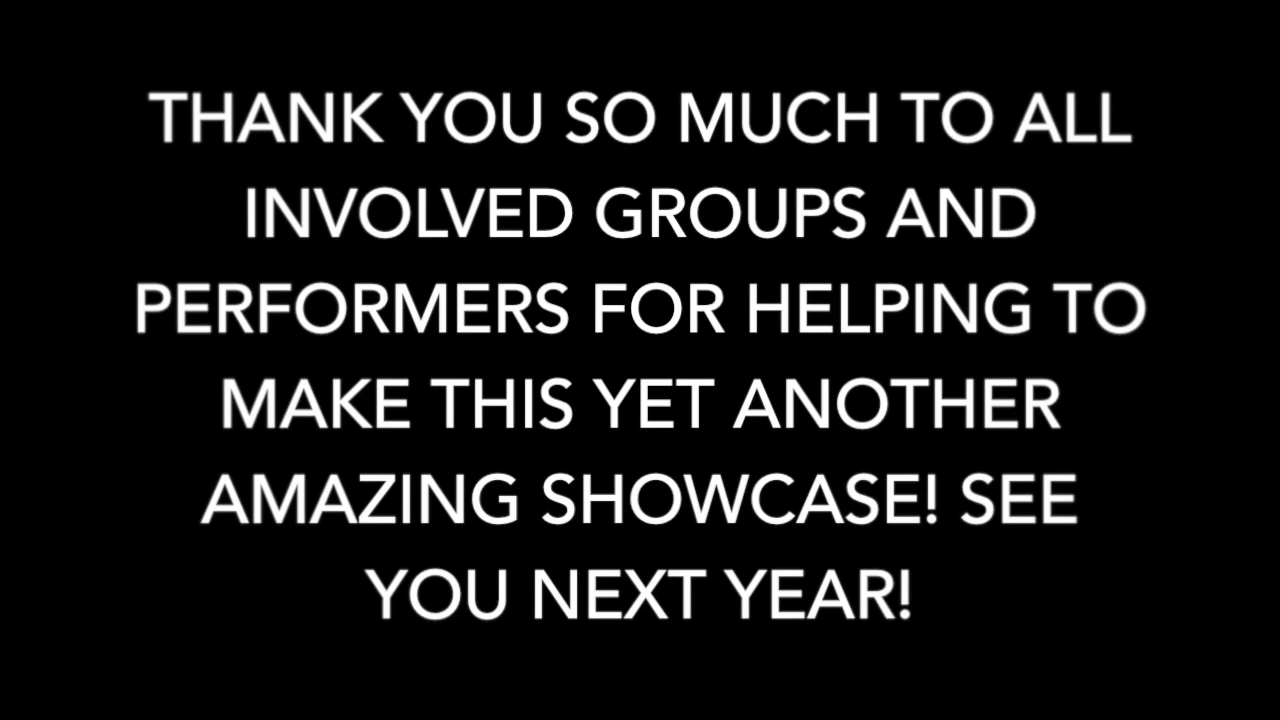 THANK YOU SO MUCH TO ALL
INVOLVED GROUPS AND
PERFORMERS FOR HELPING TO
MAKE THIS YET ANOTHER
AMAZING SHOWCASE! SEE
YOU NEXT YEAR!